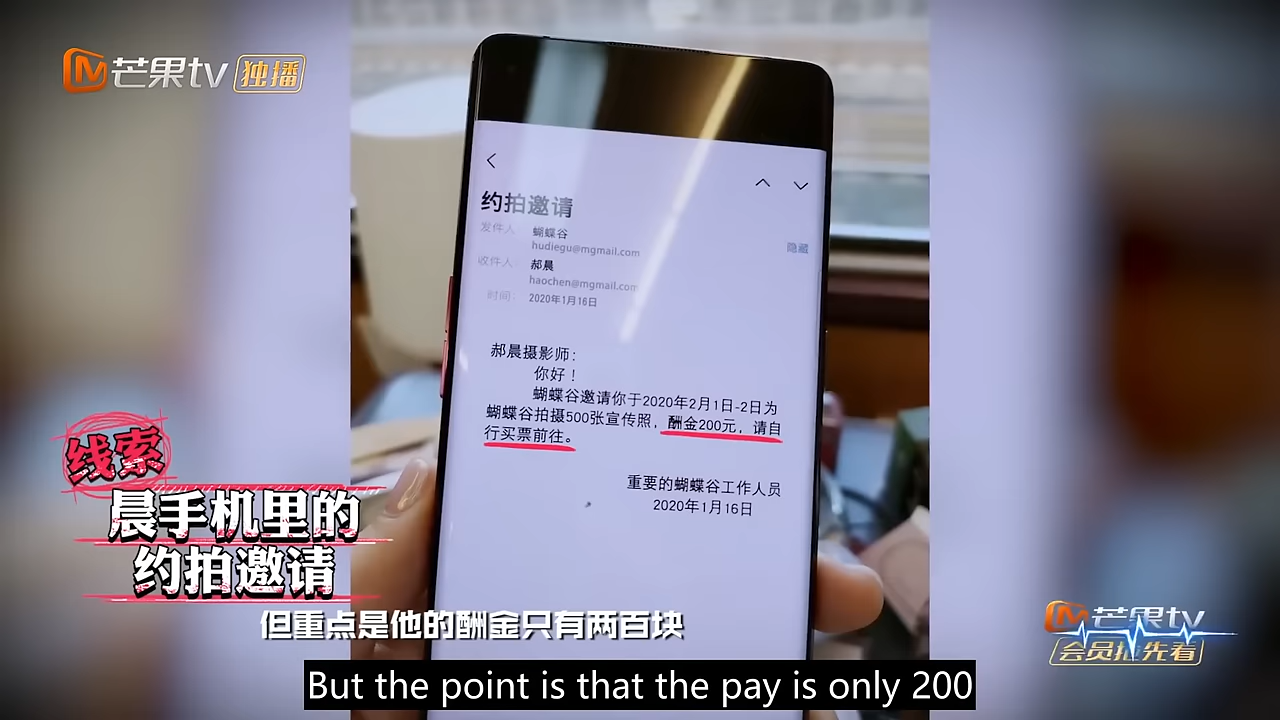 芒果tv 独播
约拍邀请
发件人: 蝴蝶谷
hudiegu@mgmail.com
隐藏
收件人: 郝晨
haochen@mgmail.com
时间: 2020年1月16日
郝晨摄影师:
你好!
蝴蝶谷邀请你于2020年2月1日-2日为
蝴蝶谷拍摄500张宣传照,酬金200元,请自
行买票前往。
重要的蝴蝶谷工作人员
2020年1月16日
线索
晨手机里的
约拍邀请
但重点是他的酬金只有两百块
芒果tv
会员抢先看
But the point is that the pay is only 200